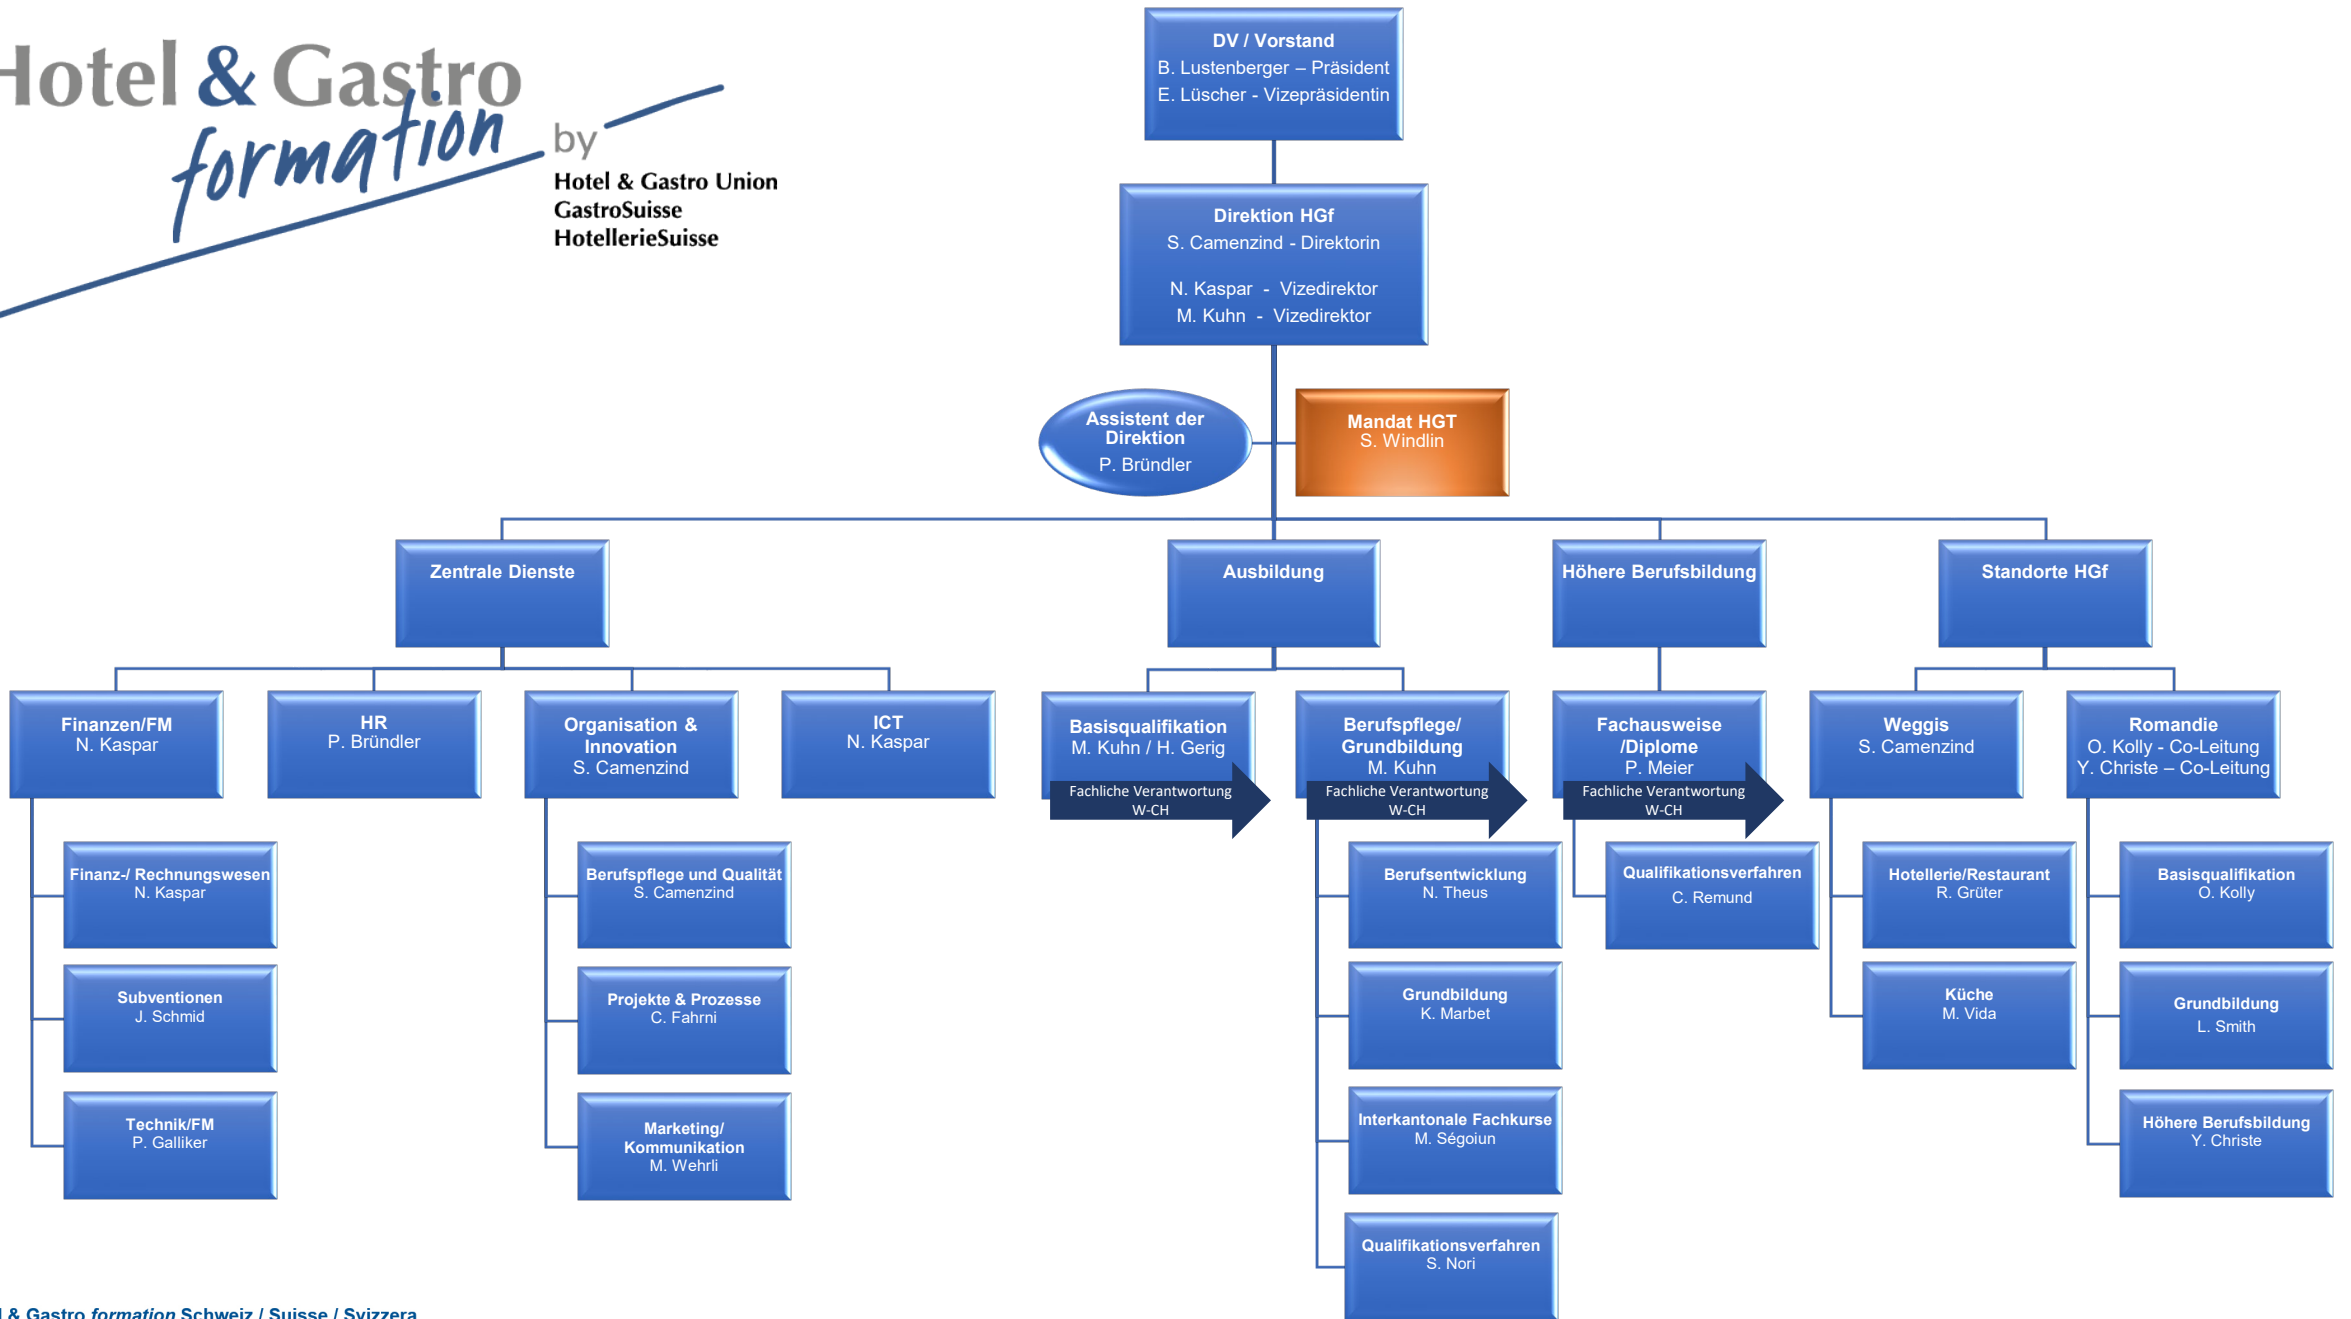 Hotel & Gastro
formation
by
Hotel & Gastro Union
GastroSuisse
HotellerieSuisse
DV / Vorstand
B. Lustenberger – Präsident
E. Lüscher - Vizepräsidentin
Direktion HGf
S. Camenzind - Direktorin
N. Kaspar - Vizedirektor
M. Kuhn - Vizedirektor
Assistent der
Direktion
P. Bründler
Mandat HGT
S. Windlin
Zentrale Dienste
Ausbildung
Höhere Berufsbildung
Standorte HGf
Finanzen/FM
N. Kaspar
HR
P. Bründler
Organisation &
Innovation
S. Camenzind
ICT
N. Kaspar
Basisqualifikation
M. Kuhn / H. Gerig
Fachliche Verantwortung
W-CH
Berufspflege/
Grundbildung
M. Kuhn
Fachliche Verantwortung
W-CH
Fachausweise
/Diplome
P. Meier
Fachliche Verantwortung
W-CH
Weggis
S. Camenzind
Romandie
O. Kolly - Co-Leitung
Y. Christe – Co-Leitung
Finanz-/ Rechnungswesen
N. Kaspar
Subventionen
J. Schmid
Technik/FM
P. Galliker
Berufspflege und Qualität
S. Camenzind
Projekte & Prozesse
C. Fahrni
Marketing/
Kommunikation
M. Wehrli
Berufsentwicklung
N. Theus
Grundbildung
K. Marbet
Interkantonale Fachkurse
M. Ségoiun
Qualifikationsverfahren
S. Nori
Qualifikationsverfahren
C. Remund
Hotellerie/Restaurant
R. Grüter
Küche
M. Vida
Basisqualifikation
O. Kolly
Grundbildung
L. Smith
Höhere Berufsbildung
Y. Christe
& Gastro formation Schweiz / Suisse / Svizzera